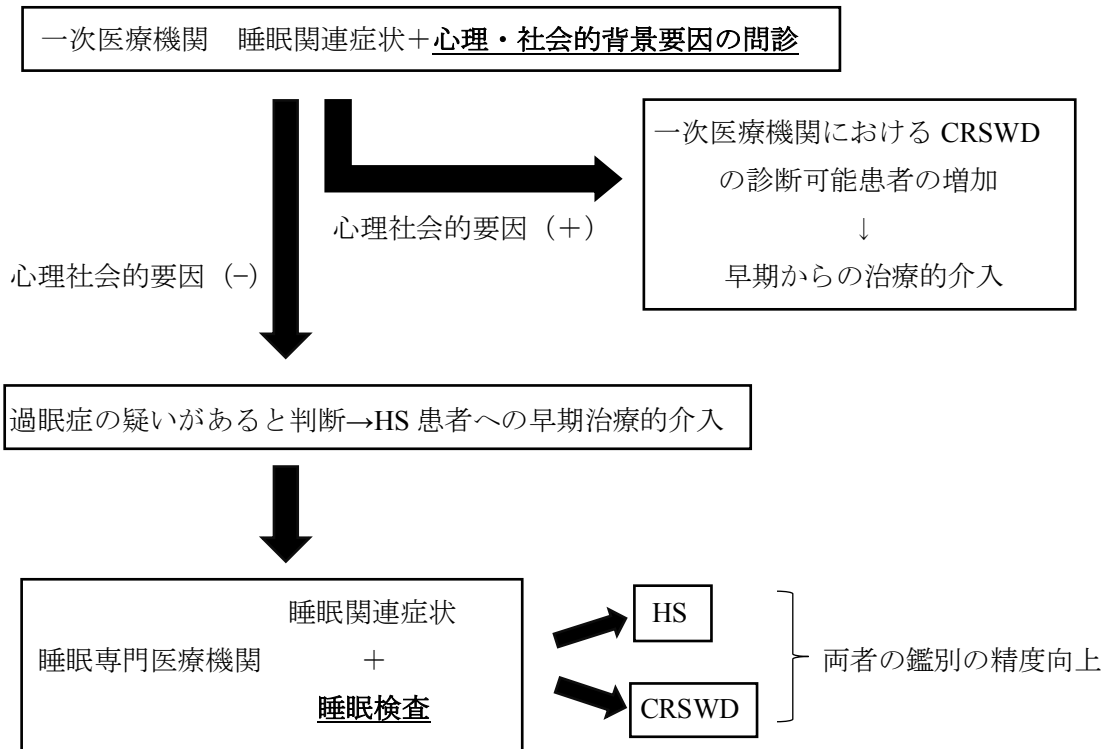 一次医療機関　睡眠関連症状＋心理・社会的背景要因の問診
一次医療機関における CRSWD
の診断可能患者の増加
↓
早期からの治療的介入
心理社会的要因（＋）
心理社会的要因（−）
過眠症の疑いがあると判断→HS 患者への早期治療的介入
睡眠関連症状
睡眠専門医療機関　＋
睡眠検査
HS
CRSWD
両者の鑑別の精度向上